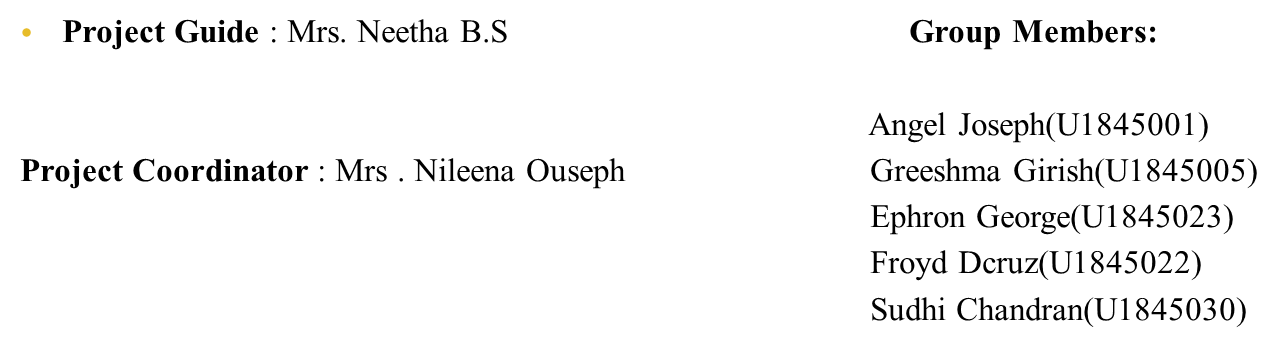 • Project Guide : Mrs. Neetha B.S
Project Coordinator : Mrs . Nileena Ouseph
Group Members:
Angel Joseph(U1845001)
Greeshma Girish(U1845005)
Ephron George(U1845023)
Froyd Dcruz(U1845022)
Sudhi Chandran(U1845030)